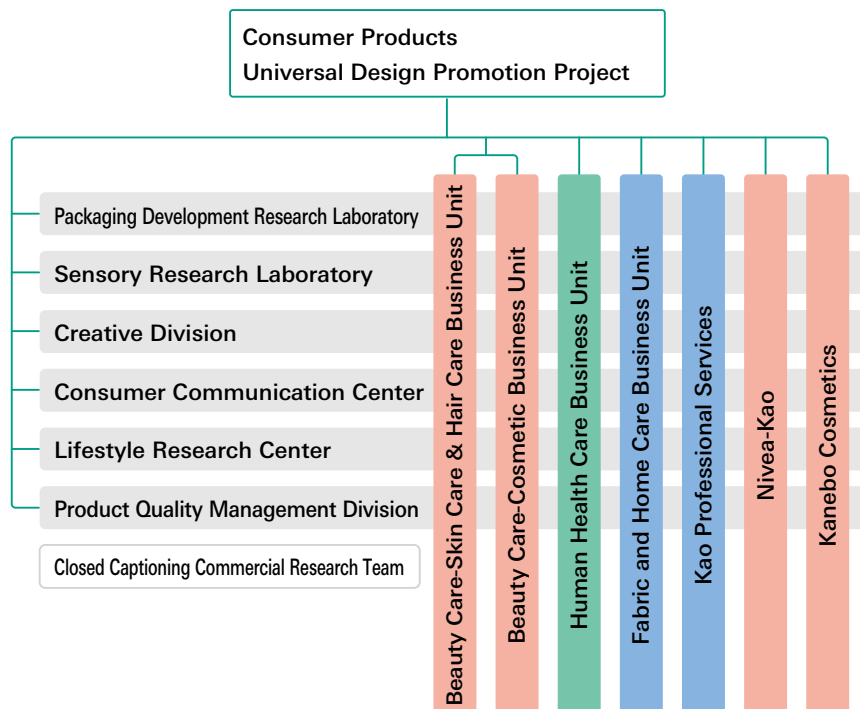 Consumer Products
Universal Design Promotion Project
Packaging Development Research Laboratory
Sensory Research Laboratory
Creative Division
Consumer Communication Center
Lifestyle Research Center
Product Quality Management Division
Closed Captioning Commercial Research Team
Beauty Care-Skin Care & Hair Care Business Unit
Beauty Care-Cosmetic Business Unit
Human Health Care Business Unit
Fabric and Home Care Business Unit
Kao Professional Services
Nivea-Kao
Kanebo Cosmetics